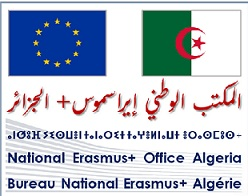 المكتب الوطني إيراسموس+ الجزائر
National Erasmus+ Office Algeria
Bureau National Erasmus+ Algérie